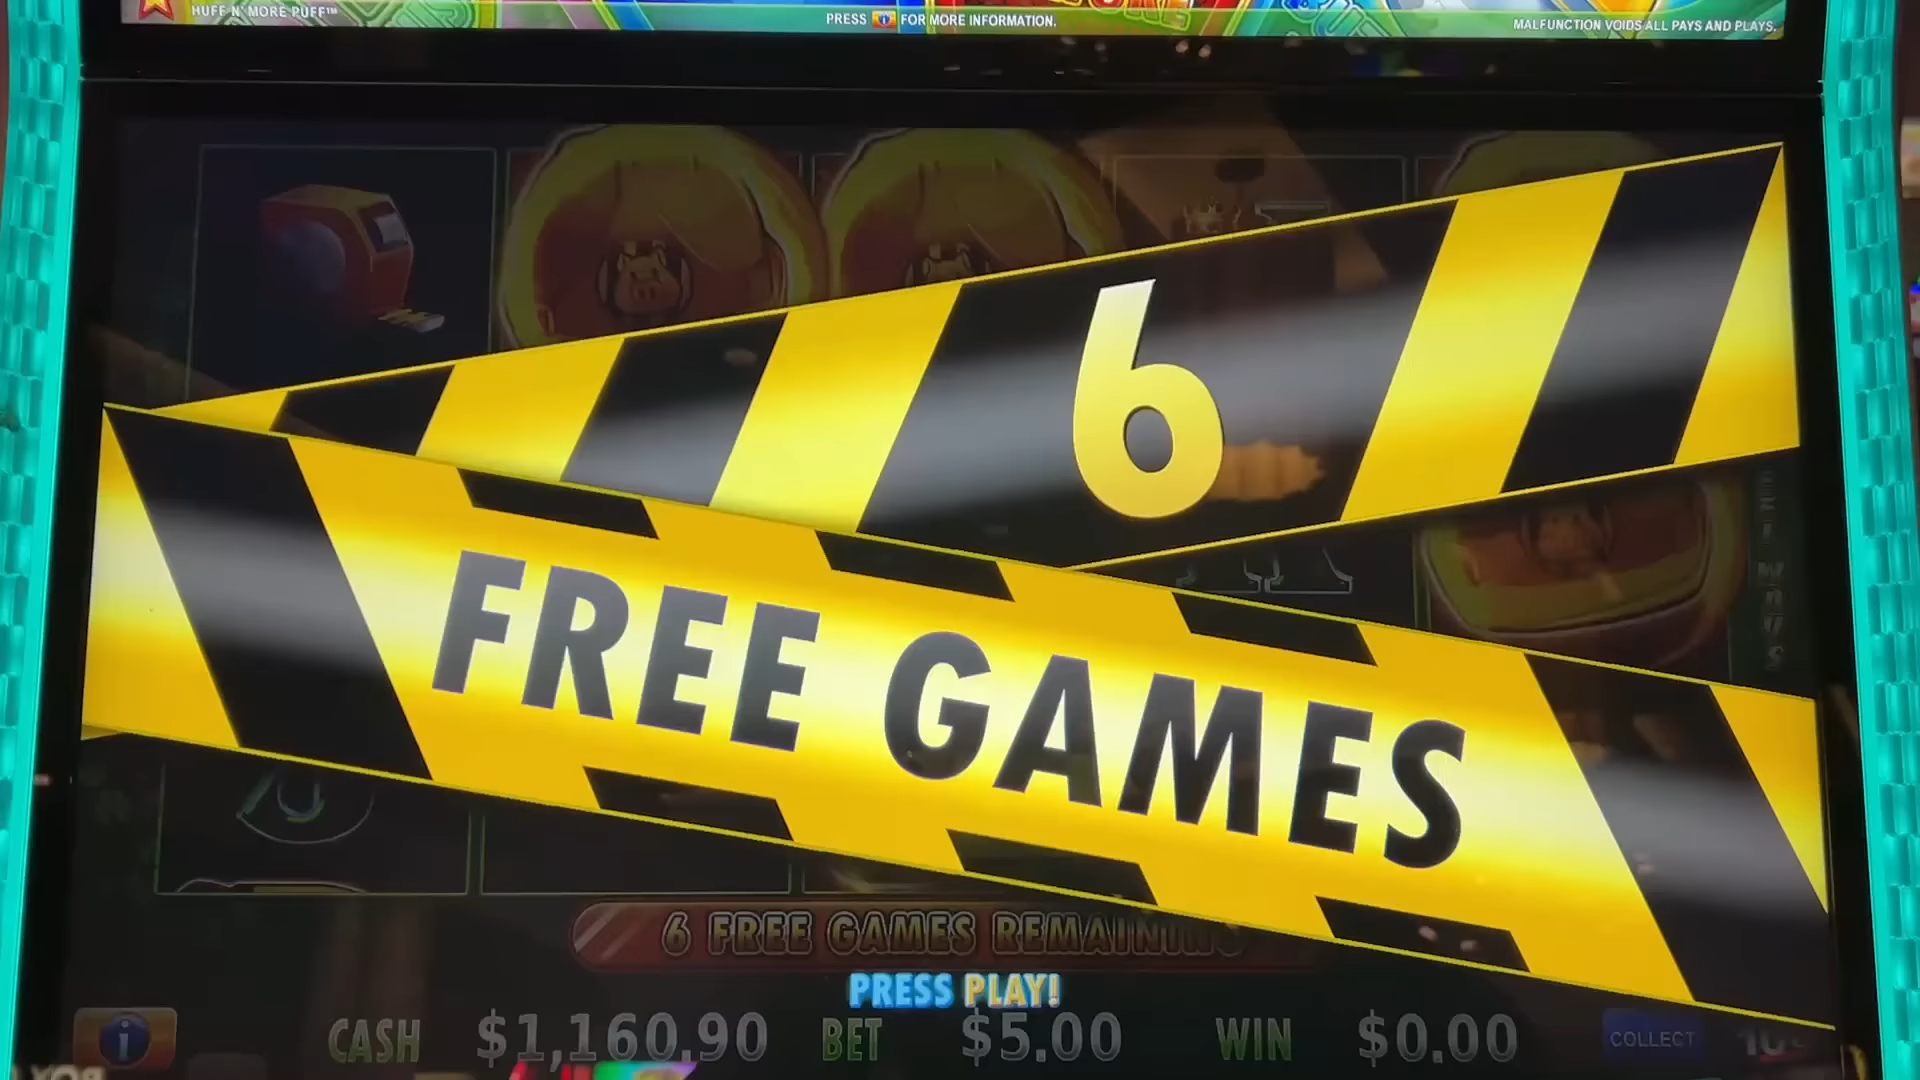 HUFF N' MORE PUFF™
PRESS FOR MORE INFORMATION.
MALFUNCTION VOIDS ALL PAYS AND PLAYS.
6
FREE GAMES
6 FREE GAMES REMAINING
PRESS PLAY!
CASH $1,160.90 BET $5.00 WIN $0.00 COLLECT